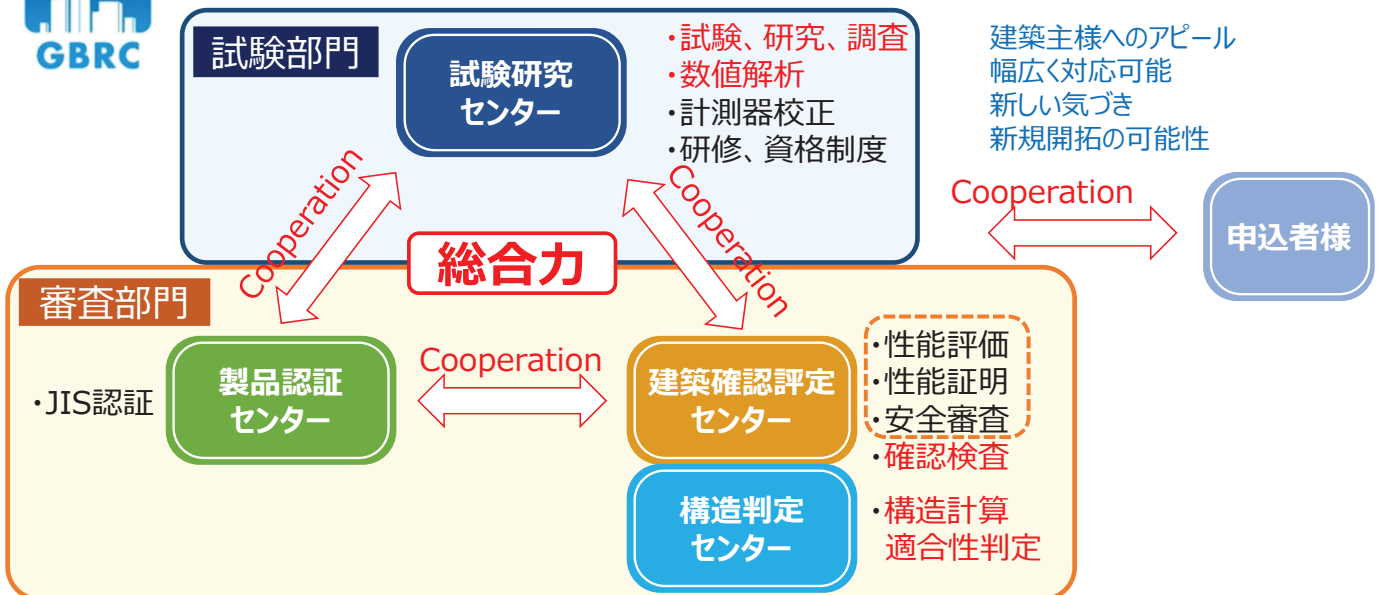 GBRC
試験部門
試験研究
センター
・試験、研究、調査
・数値解析
・計測器校正
・研修、資格制度
建築主様へのアピール
幅広く対応可能
新しい気づき
新規開拓の可能性
Cooperation
Cooperation
Cooperation
申込者様
総合力
審査部門
・JIS認証
製品認証
センター
Cooperation
建築確認評定
センター
・性能評価
・性能証明
・安全審査
・確認検査
構造判定
センター
・構造計算
適合性判定